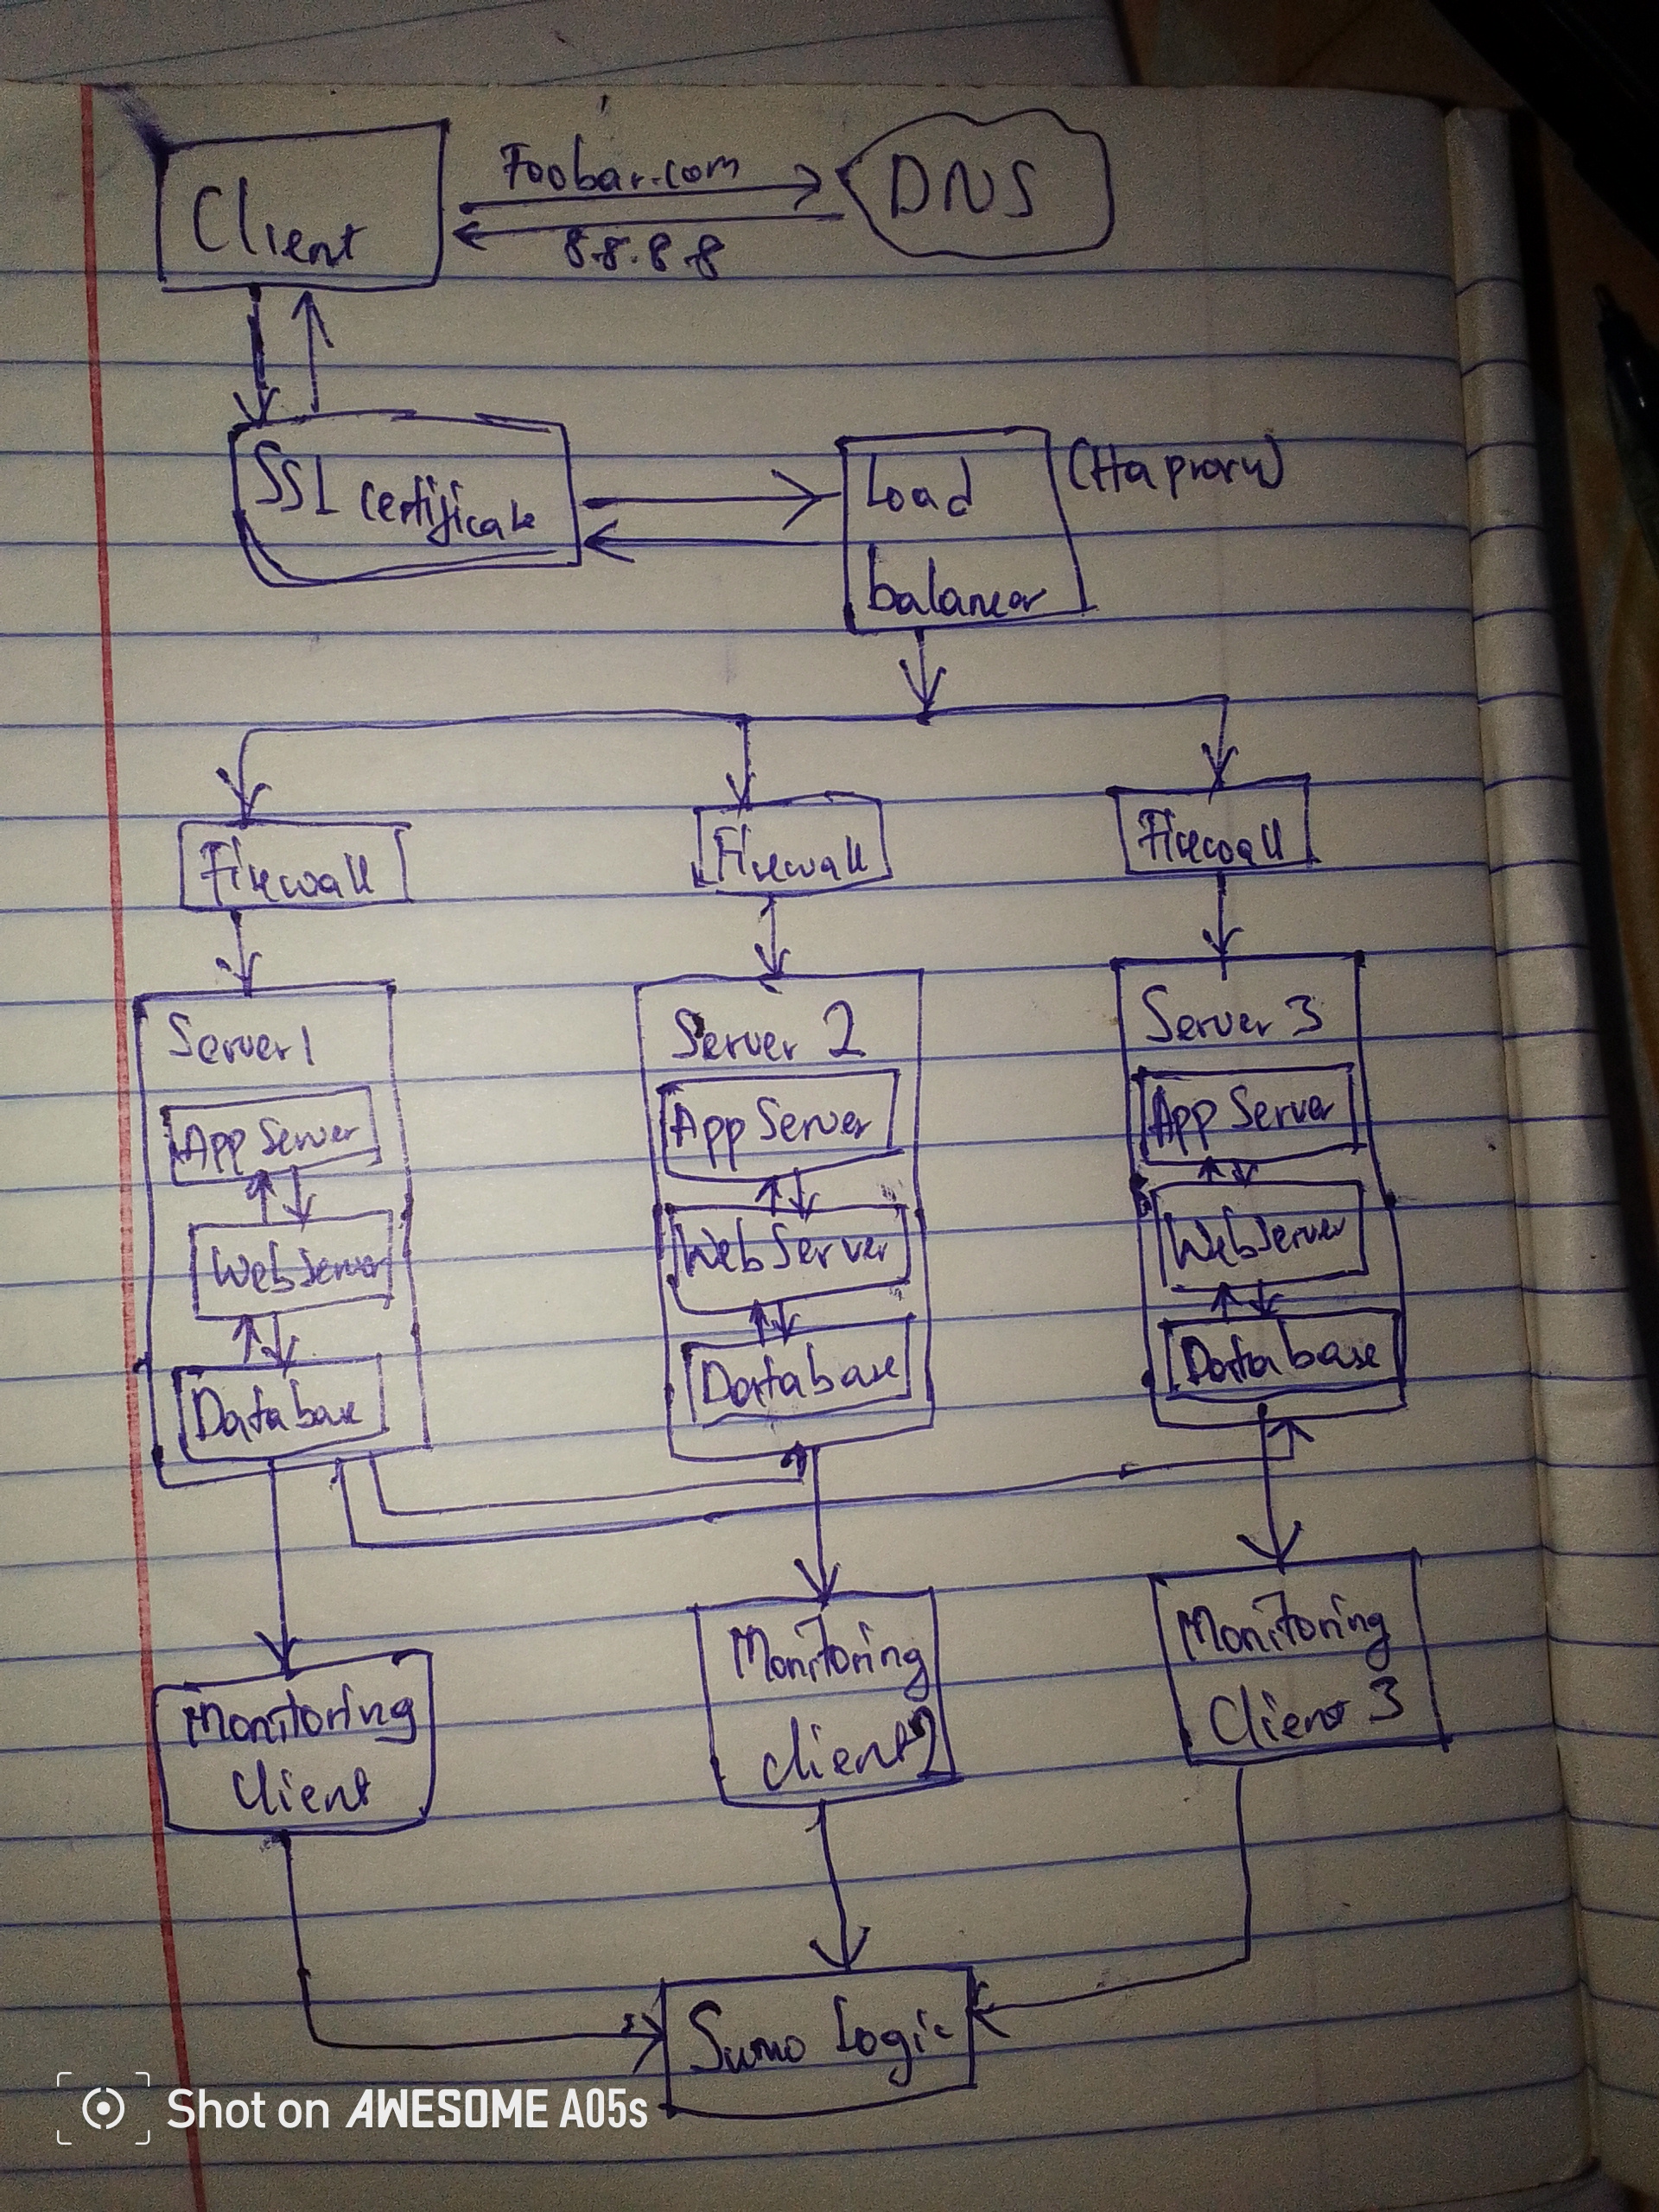 Foobar.com
DNS
Client
8.8.8.8
SSL Certificate
Load
balancer
(Haproxy)
Firewall
Firewall
Firewall
Server 1
Server 2
Server 3
App Server
App Server
App Server
Web Server
Web Server
Web Server
Database
Database
Database
Monitoring
Client
Monitoring
client 2
Monitoring
Client 3
Sumo Logic
Shot on AWESOME A05s